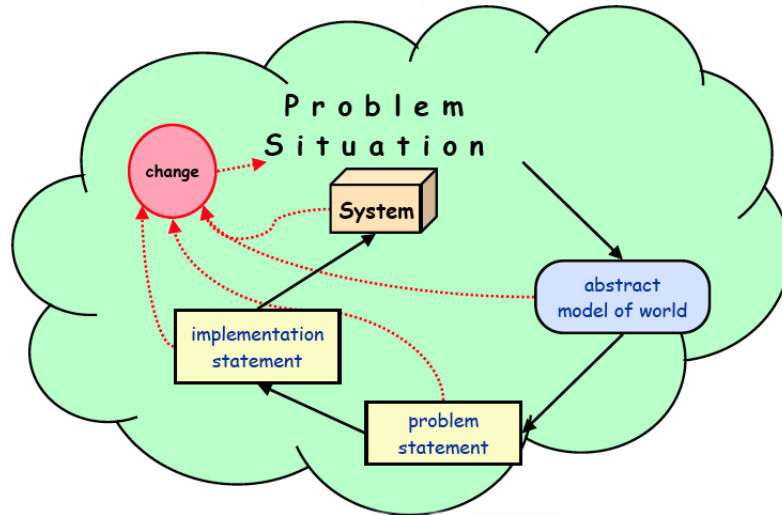 Problem
Situation
change
System
abstract
model of world
implementation
statement
problem
statement